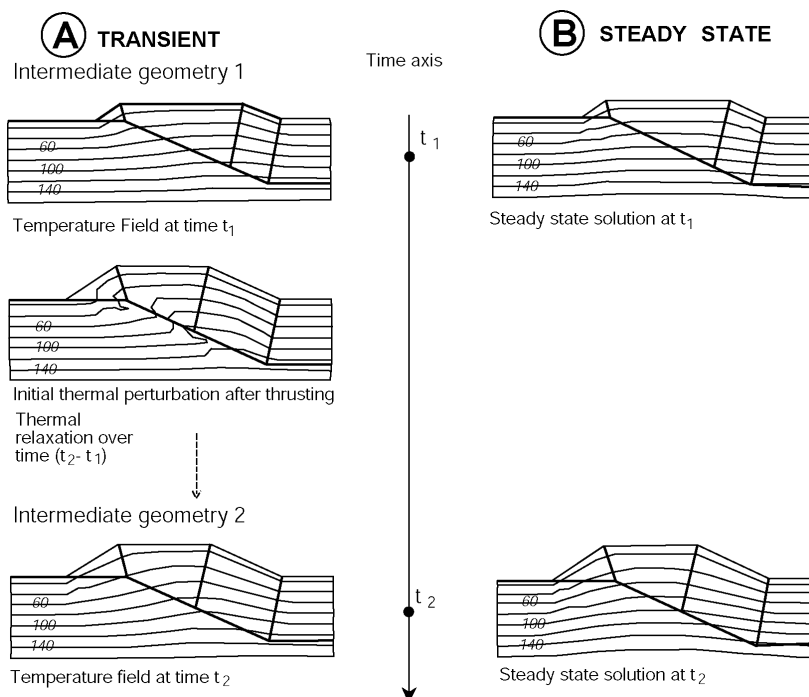 A TRANSIENT
Intermediate geometry 1
60
100
140
Temperature Field at time t1
60
100
140
Initial thermal perturbation after thrusting
Thermal
relaxation over
time (t2- t1)
Intermediate geometry 2
60
100
140
Temperature field at time t2
Time axis
t1
t2
B STEADY STATE
60
100
140
Steady state solution at t1
60
100
140
Steady state solution at t2